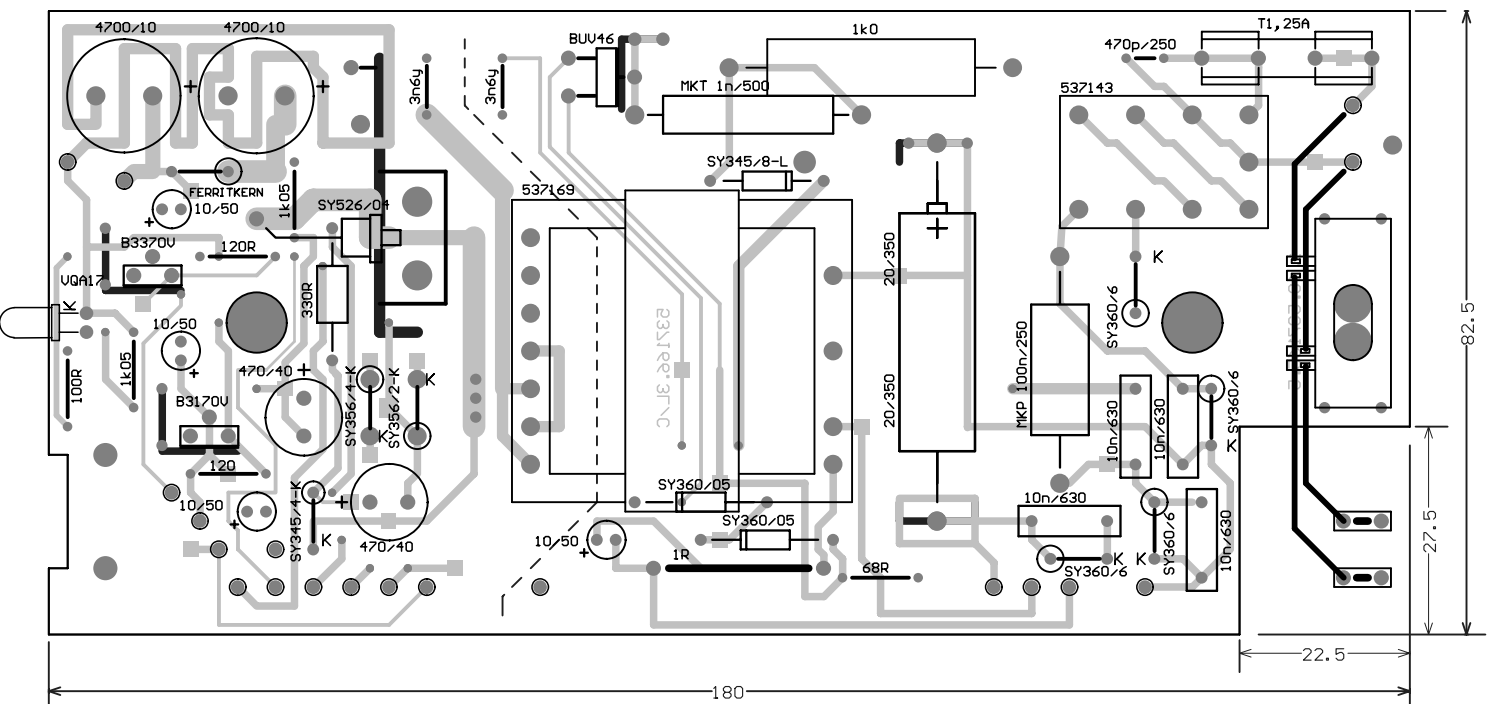 4700/10
4700/10
BUV46
1k0
T1,25A
470p/250
3n6y
3n6y
MKT 1n/500
537143
SY345/8-L
537169
FERRITKERN
1k05
10/50
SY526/04
B3370V
120R
20/350
K
VQA17
K
330R
10/50
537166.3L/C
SY360/6
MKP 100n/250
82.5
100R
1k05
470/40
SY356/4-K
K
SY356/2-K
K
20/350
SY360/6
B3170V
10n/630
10n/630
K
120
SY360/05
10/50
SY345/4-K
10n/630
SY360/05
10/50
K
470/40
1R
68R
SY360/6
K
SY360/6
K
10n/630
27.5
22.5
180